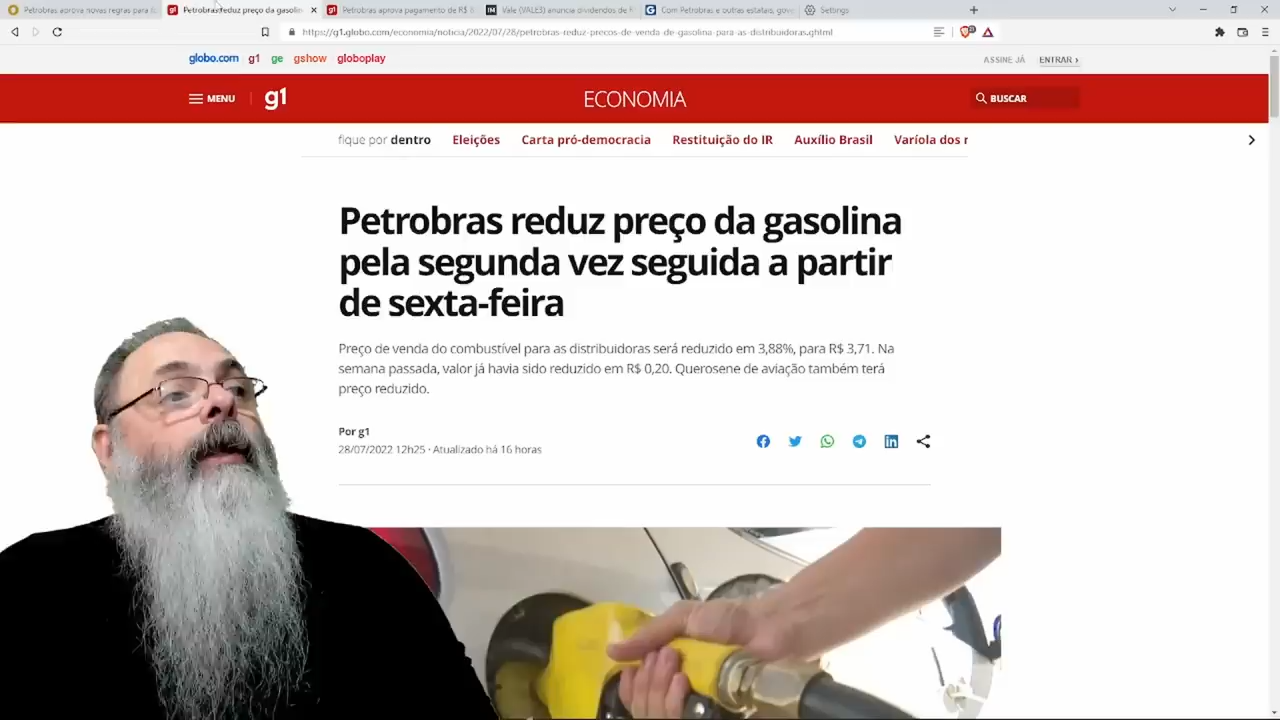 Petrobras aprova novas regras para
Petrobras reduz preço da gasolin
Petrobras aprova pagamento de R$
Vale (VALE3) anuncia dividendos de
Com Petrobras e outras estatais, gov
Settings
https://g1.globo.com/economia/noticia/2022/07/28/petrobras-reduz-precos-de-venda-de-gasolina-para-as-distribuidoras.ghtml
globo.com g1 ge gshow globoplay
ASSINE JÁ ENTRAR ›
MENU g1 ECONOMIA BUSCAR
fique por dentro Eleições Carta pró-democracia Restituição do IR Auxílio Brasil Varíola dos
Petrobras reduz preço da gasolina
pela segunda vez seguida a partir
de sexta-feira
Preço de venda do combustível para as distribuidoras será reduzido em 3,88%, para R$ 3,71. Na
semana passada, valor já havia sido reduzido em R$ 0,20. Querosene de aviação também terá
preço reduzido.
Por g1
28/07/2022 12h25 · Atualizado há 16 horas